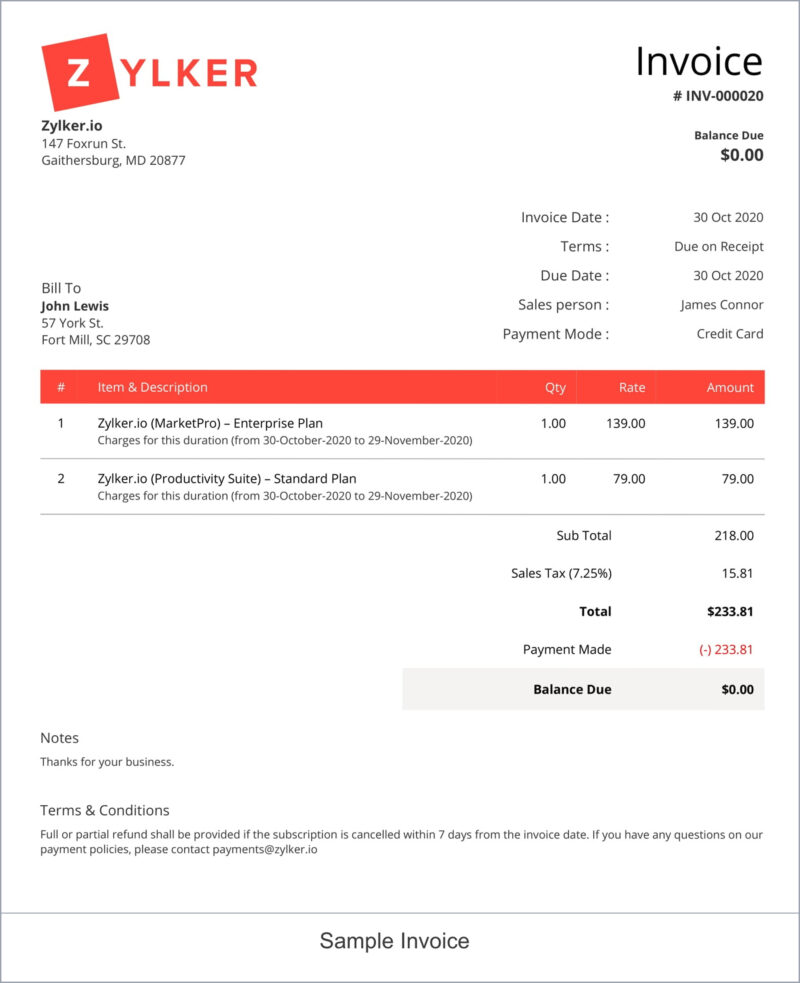 ZYLKER
Zylker.io
147 Foxrun St.
Gaithersburg, MD 20877
Invoice
# INV-000020
Balance Due
$0.00
Invoice Date : 30 Oct 2020
Terms : Due on Receipt
Due Date : 30 Oct 2020
Sales person : James Connor
Payment Mode : Credit Card
Bill To
John Lewis
57 York St.
Fort Mill, SC 29708
# Item & Description Qty Rate Amount
1 Zylker.io (MarketPro) – Enterprise Plan 1.00 139.00 139.00
Charges for this duration (from 30-October-2020 to 29-November-2020)
2 Zylker.io (Productivity Suite) – Standard Plan 1.00 79.00 79.00
Charges for this duration (from 30-October-2020 to 29-November-2020)
Sub Total 218.00
Sales Tax (7.25%) 15.81
Total $233.81
Payment Made (-) 233.81
Balance Due $0.00
Notes
Thanks for your business.
Terms & Conditions
Full or partial refund shall be provided if the subscription is cancelled within 7 days from the invoice date. If you have any questions on our
payment policies, please contact payments@zylker.io
Sample Invoice